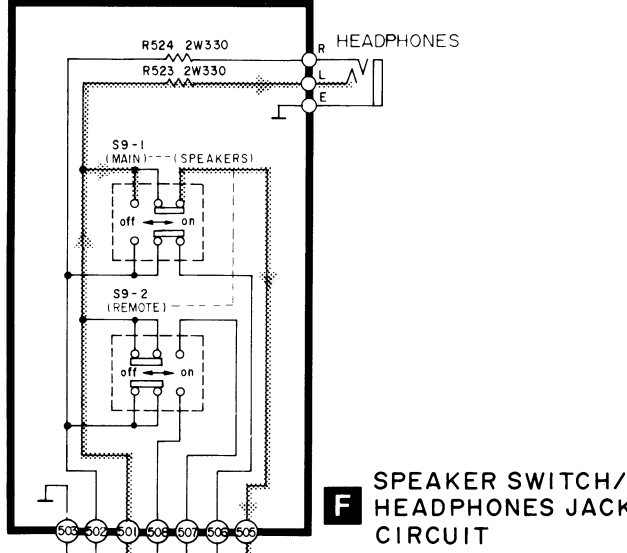 R524 2W330
R
HEADPHONES
R523 2W330
L
E
S9-1
(MAIN)---(SPEAKERS)
off on
S9-2
(REMOTE)
off on
F SPEAKER SWITCH/
HEADPHONES JACK
CIRCUIT
503 502 501 508 507 506 505